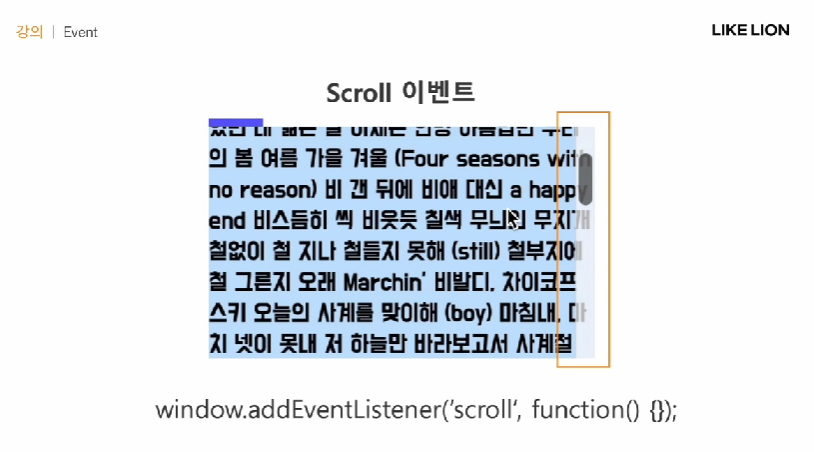 강의 | Event
LIKE LION
Scroll 이벤트
의 봄 여름 가을 겨울 (Four seasons with
no reason) 비 갠 뒤에 비애 대신 a happy
end 비스듬히 씩 비웃듯 칠색 무늬의 무지개
철없이 철 지나 철들지 못해 (still) 철부지에
철 그른지 오래 Marchin' 비발디, 차이코프
스키 오늘의 사계를 맞이해 (boy) 마침내, 마
치 넷이 못내 저 하늘만 바라보고서 사계절
window.addEventListener('scroll', function() {});